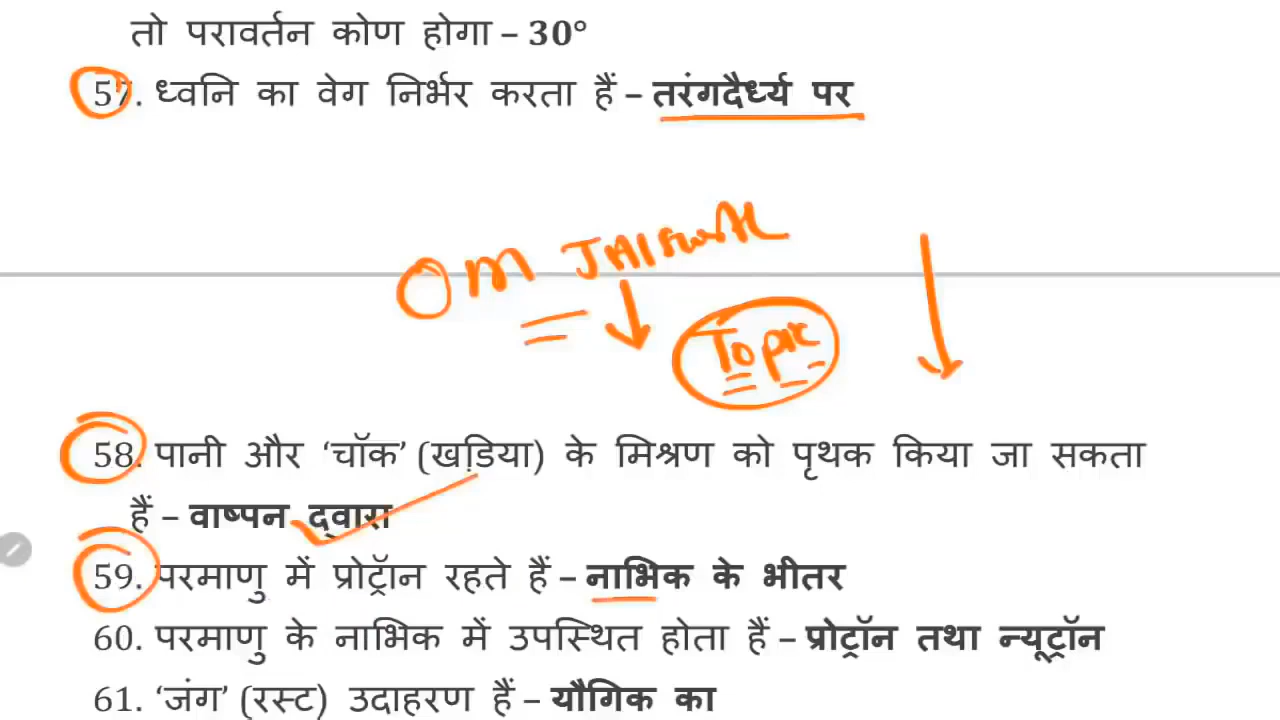 तो परावर्तन कोण होगा – 30°
57. ध्वनि का वेग निर्भर करता हैं – तरंगदैर्ध्य पर
OM JAISWAL
Topic
58. पानी और ‘चॉक’ (खड़िया) के मिश्रण को पृथक किया जा सकता
हैं – वाष्पन द्वारा
59. परमाणु में प्रोट्रॉन रहते हैं – नाभिक के भीतर
60. परमाणु के नाभिक में उपस्थित होता हैं – प्रोट्रॉन तथा न्यूट्रॉन
61. ‘जंग’ (रस्ट) उदाहरण हैं – यौगिक का